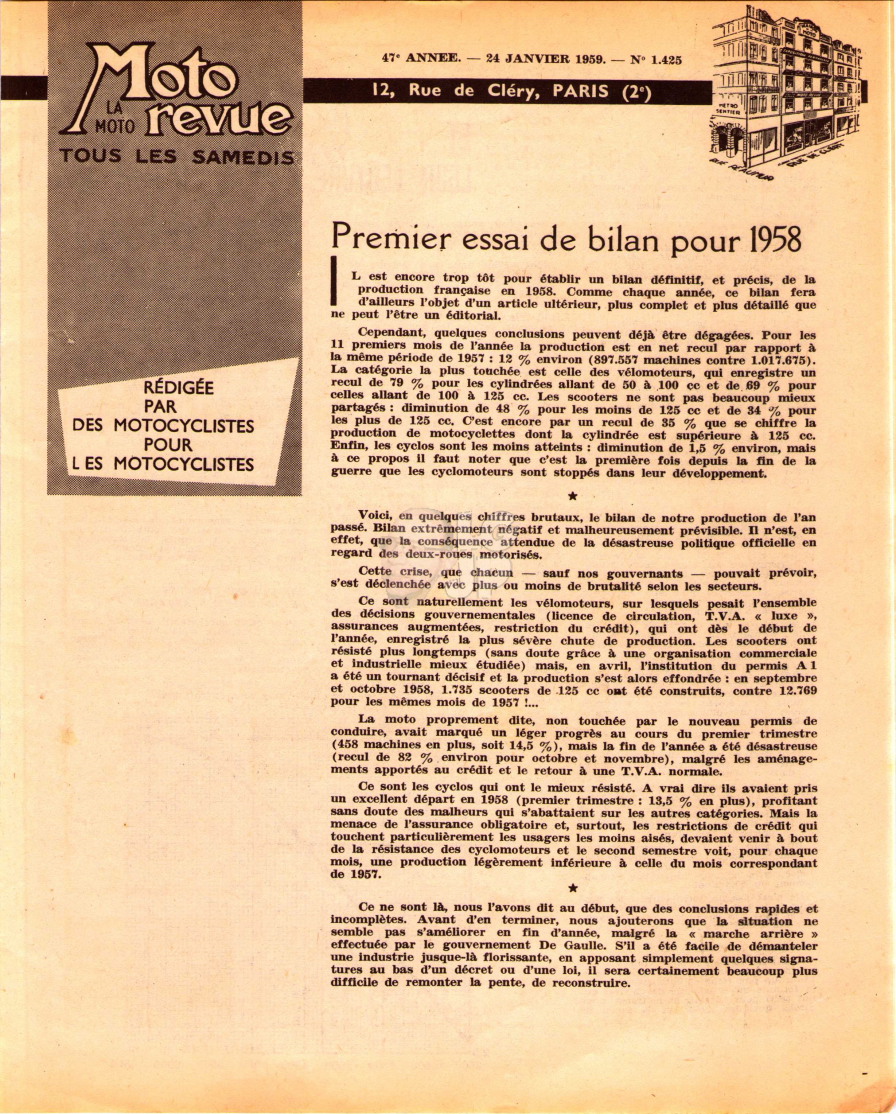 Moto
LA
MOTO
revue
TOUS LES SAMEDIS
47e ANNEE. — 24 JANVIER 1959. — No 1.425
12, Rue de Cléry, PARIS (2e)
METRO
SENTIER
RUE REAUMUR
RUE DE CLERY
RÉDIGÉE
PAR
DES MOTOCYCLISTES
POUR
LES MOTOCYCLISTES
Premier essai de bilan pour 1958
IL est encore trop tôt pour établir un bilan définitif, et précis, de la
production française en 1958. Comme chaque année, ce bilan fera
d'ailleurs l'objet d'un article ultérieur, plus complet et plus détaillé que
ne peut l'être un éditorial.
Cependant, quelques conclusions peuvent déjà être dégagées. Pour les
11 premiers mois de l'année la production est en net recul par rapport à
la même période de 1957 : 12 % environ (897.557 machines contre 1.017.675).
La catégorie la plus touchée est celle des vélomoteurs, qui enregistre un
recul de 79 % pour les cylindrées allant de 50 à 100 cc et de 69 % pour
celles allant de 100 à 125 cc. Les scooters ne sont pas beaucoup mieux
partagés : diminution de 48 % pour les moins de 125 cc et de 34 % pour
les plus de 125 cc. C'est encore par un recul de 35 % que se chiffre la
production de motocyclettes dont la cylindrée est supérieure à 125 cc.
Enfin, les cyclos sont les moins atteints : diminution de 1,5 % environ, mais
à ce propos il faut noter que c'est la première fois depuis la fin de la
guerre que les cyclomoteurs sont stoppés dans leur développement.
★
Voici, en quelques chiffres brutaux, le bilan de notre production de l'an
passé. Bilan extrêmement négatif et malheureusement prévisible. Il n'est, en
effet, que la conséquence attendue de la désastreuse politique officielle en
regard des deux-roues motorisés.
Cette crise, que chacun — sauf nos gouvernants — pouvait prévoir,
s'est déclenchée avec plus ou moins de brutalité selon les secteurs.
Ce sont naturellement les vélomoteurs, sur lesquels pesait l'ensemble
des décisions gouvernementales (licence de circulation, T.V.A. « luxe »,
assurances augmentées, restriction du crédit), qui ont dès le début de
l'année, enregistré la plus sévère chute de production. Les scooters ont
résisté plus longtemps (sans doute grâce à une organisation commerciale
et industrielle mieux étudiée) mais, en avril, l'institution du permis A 1
a été un tournant décisif et la production s'est alors effondrée : en septembre
et octobre 1958, 1.735 scooters de 125 cc ont été construits, contre 12.769
pour les mêmes mois de 1957 !...
La moto proprement dite, non touchée par le nouveau permis de
conduire, avait marqué un léger progrès au cours du premier trimestre
(458 machines en plus, soit 14,5 %), mais la fin de l'année a été désastreuse
(recul de 82 % environ pour octobre et novembre), malgré les aménage-
ments apportés au crédit et le retour à une T.V.A. normale.
Ce sont les cyclos qui ont le mieux résisté. A vrai dire ils avaient pris
un excellent départ en 1958 (premier trimestre : 13,5 % en plus), profitant
sans doute des malheurs qui s'abattaient sur les autres catégories. Mais la
menace de l'assurance obligatoire et, surtout, les restrictions de crédit qui
touchent particulièrement les usagers les moins aisés, devaient venir à bout
de la résistance des cyclomoteurs et le second semestre voit, pour chaque
mois, une production légèrement inférieure à celle du mois correspondant
de 1957.
★
Ce ne sont là, nous l'avons dit au début, que des conclusions rapides et
incomplètes. Avant d'en terminer, nous ajouterons que la situation ne
semble pas s'améliorer en fin d'année, malgré la « marche arrière »
effectuée par le gouvernement De Gaulle. S'il a été facile de démanteler
une industrie jusque-là florissante, en apposant simplement quelques signa-
tures au bas d'un décret ou d'une loi, il sera certainement beaucoup plus
difficile de remonter la pente, de reconstruire.